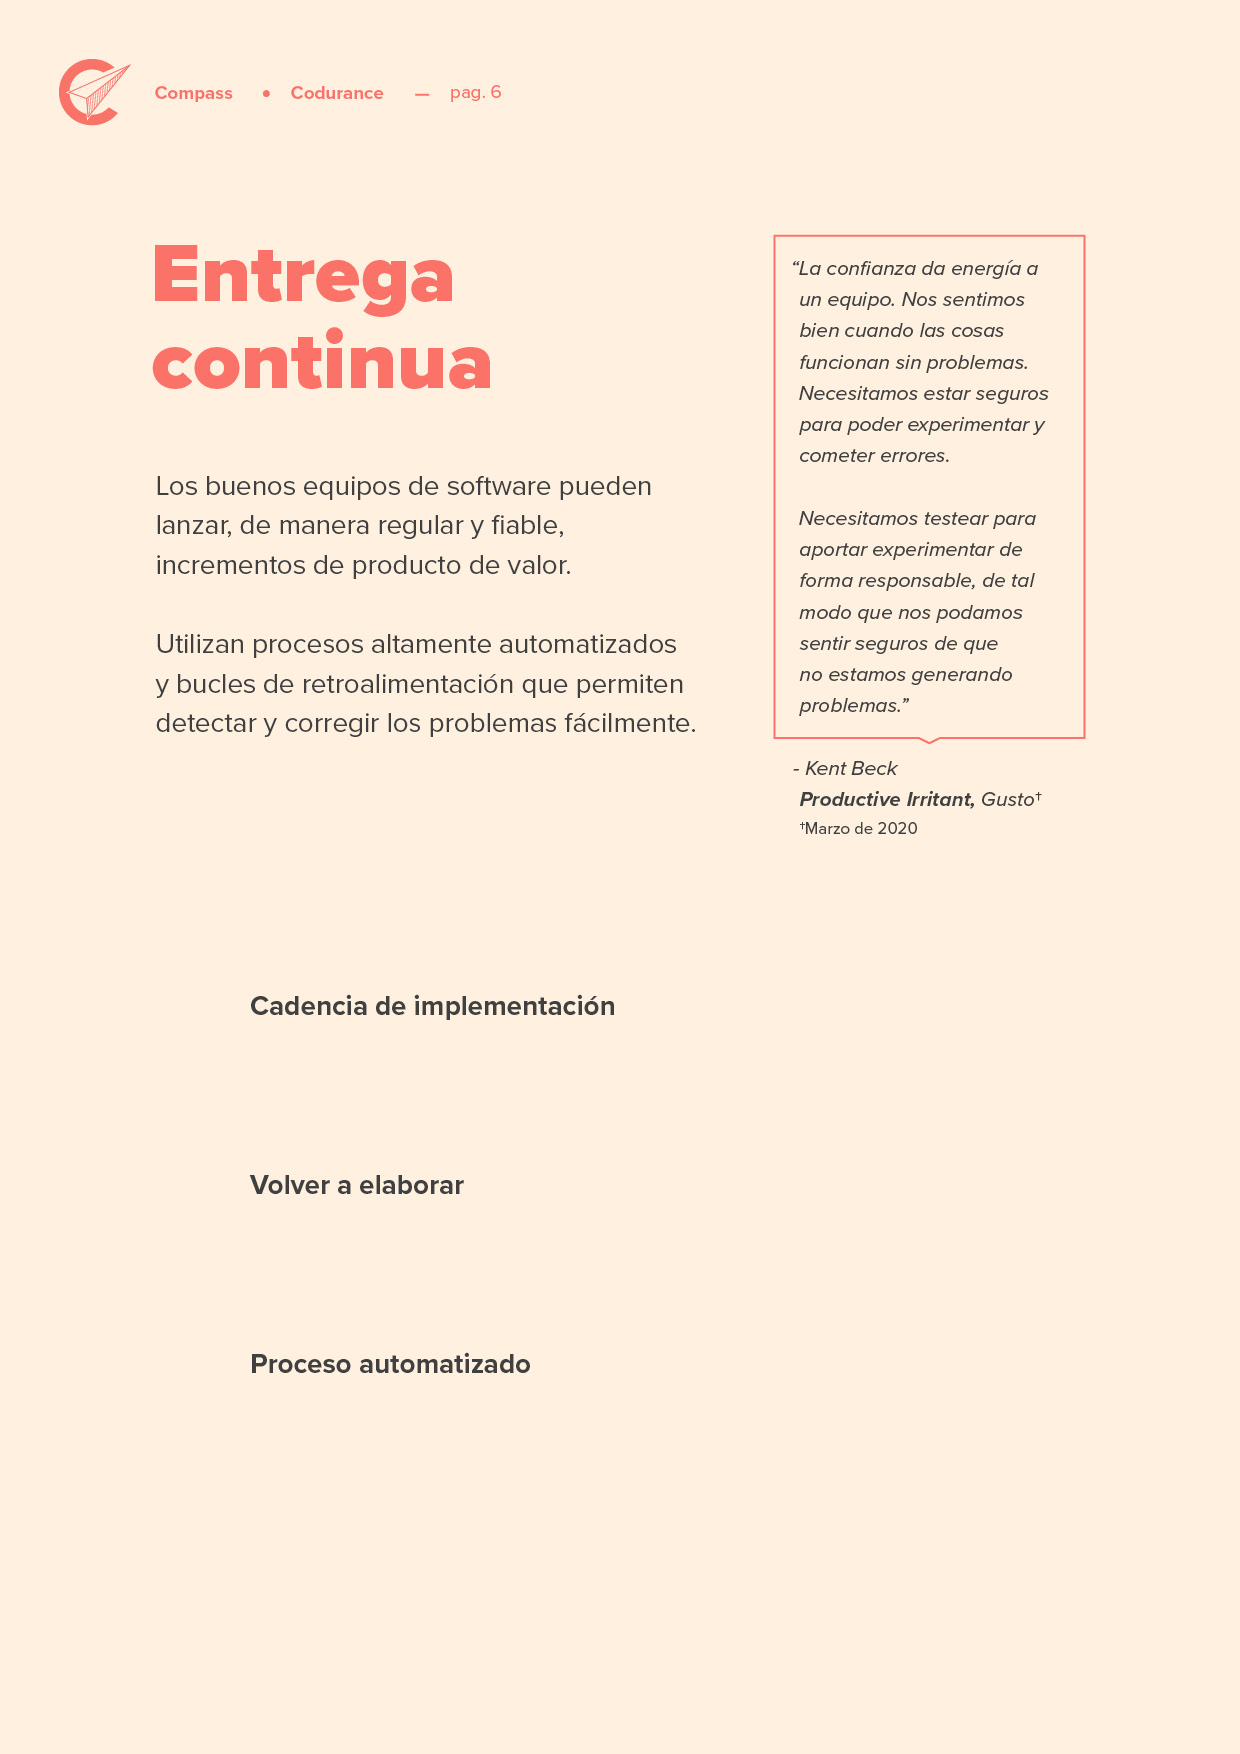 Compass • Codurance — pag. 6
Entrega
continua
Los buenos equipos de software pueden
lanzar, de manera regular y fiable,
incrementos de producto de valor.
Utilizan procesos altamente automatizados
y bucles de retroalimentación que permiten
detectar y corregir los problemas fácilmente.
“La confianza da energía a
un equipo. Nos sentimos
bien cuando las cosas
funcionan sin problemas.
Necesitamos estar seguros
para poder experimentar y
cometer errores.
Necesitamos testear para
aportar experimentar de
forma responsable, de tal
modo que nos podamos
sentir seguros de que
no estamos generando
problemas.”
- Kent Beck
Productive Irritant, Gusto†
†Marzo de 2020
Cadencia de implementación
Volver a elaborar
Proceso automatizado